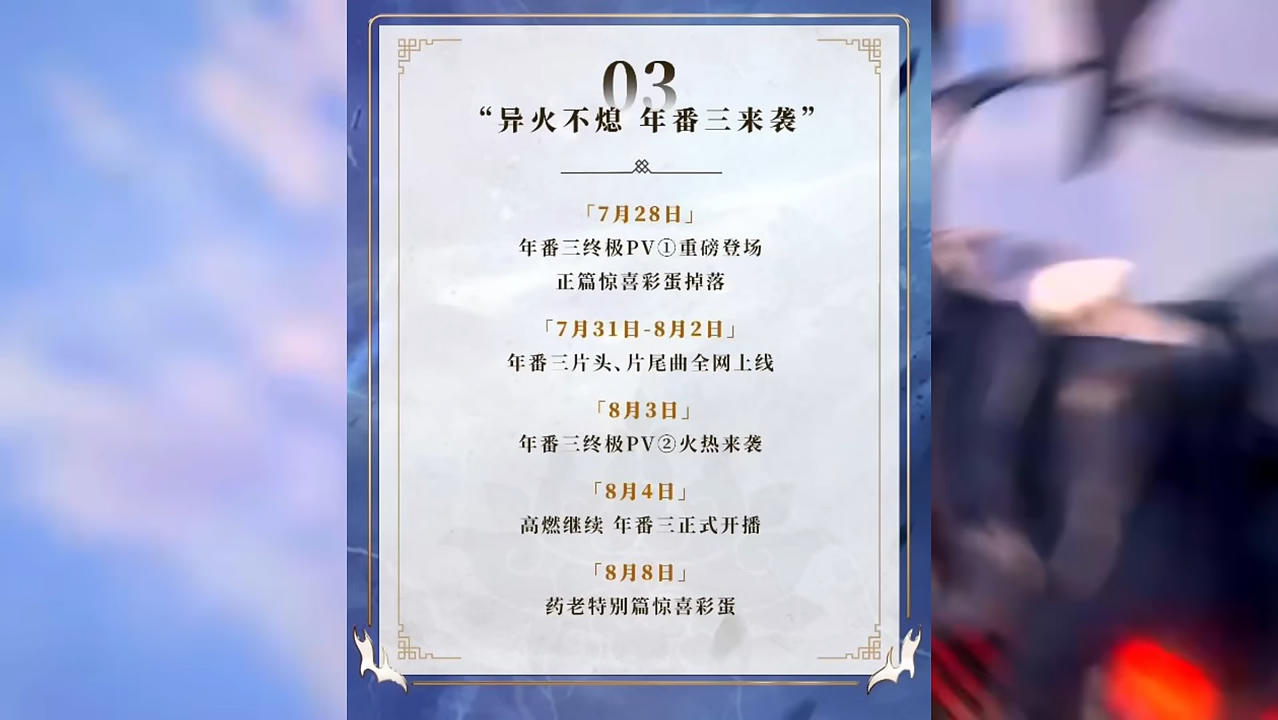 03
“异火不熄 年番三来袭”
「7月28日」
年番三终极PV①重磅登场
正篇惊喜彩蛋掉落
「7月31日-8月2日」
年番三片头、片尾曲全网上线
「8月3日」
年番三终极PV②火热来袭
「8月4日」
高燃继续 年番三正式开播
「8月8日」
药老特别篇惊喜彩蛋